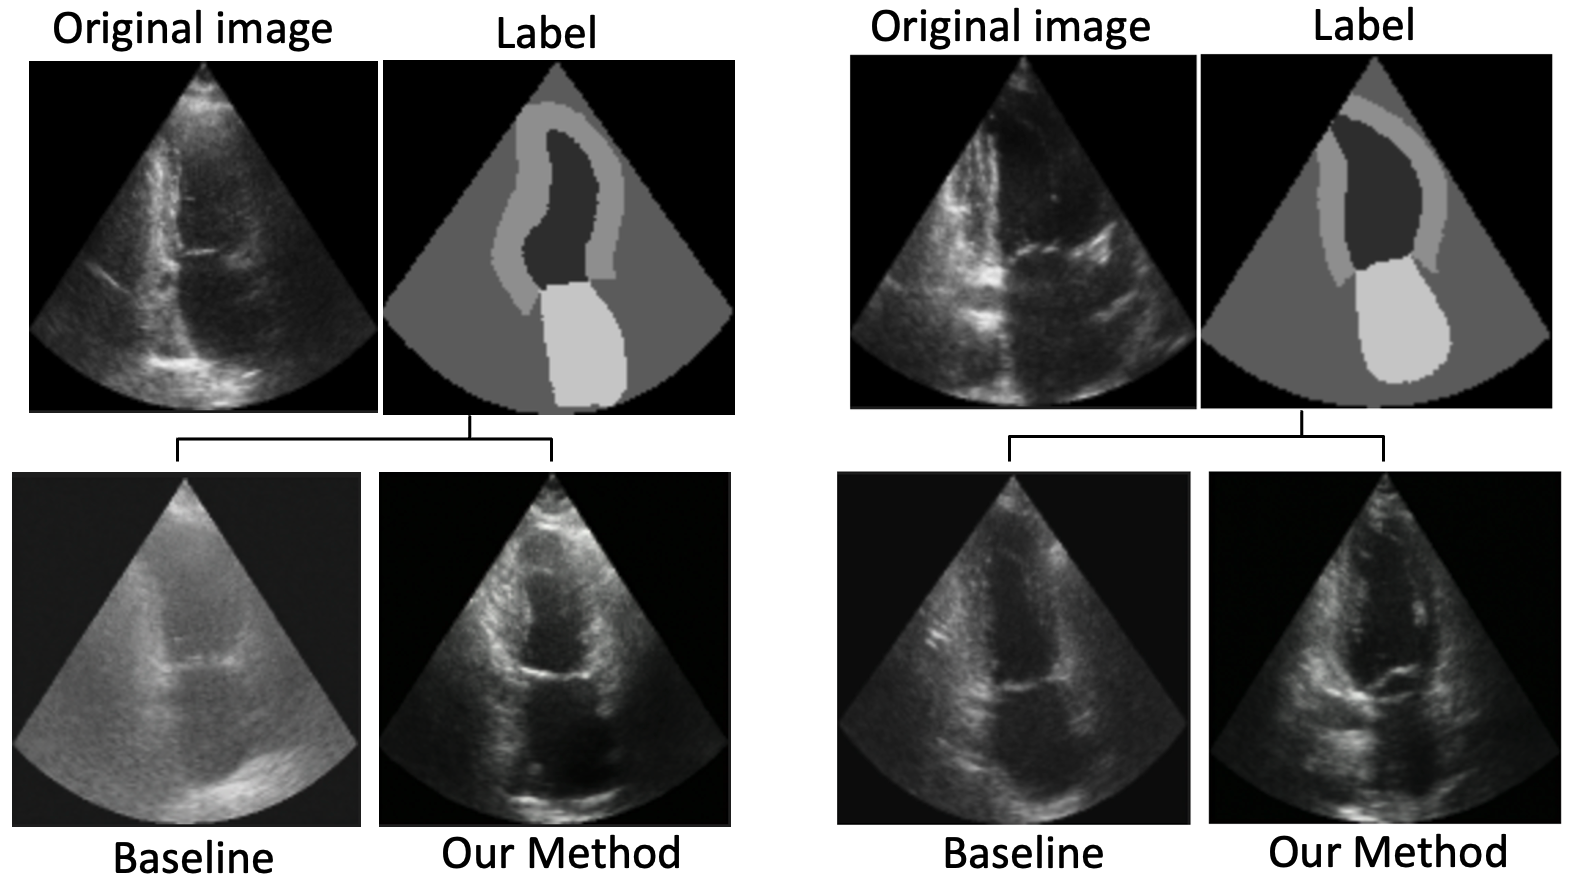 Original image
Label
Original image
Label
Baseline
Our Method
Baseline
Our Method